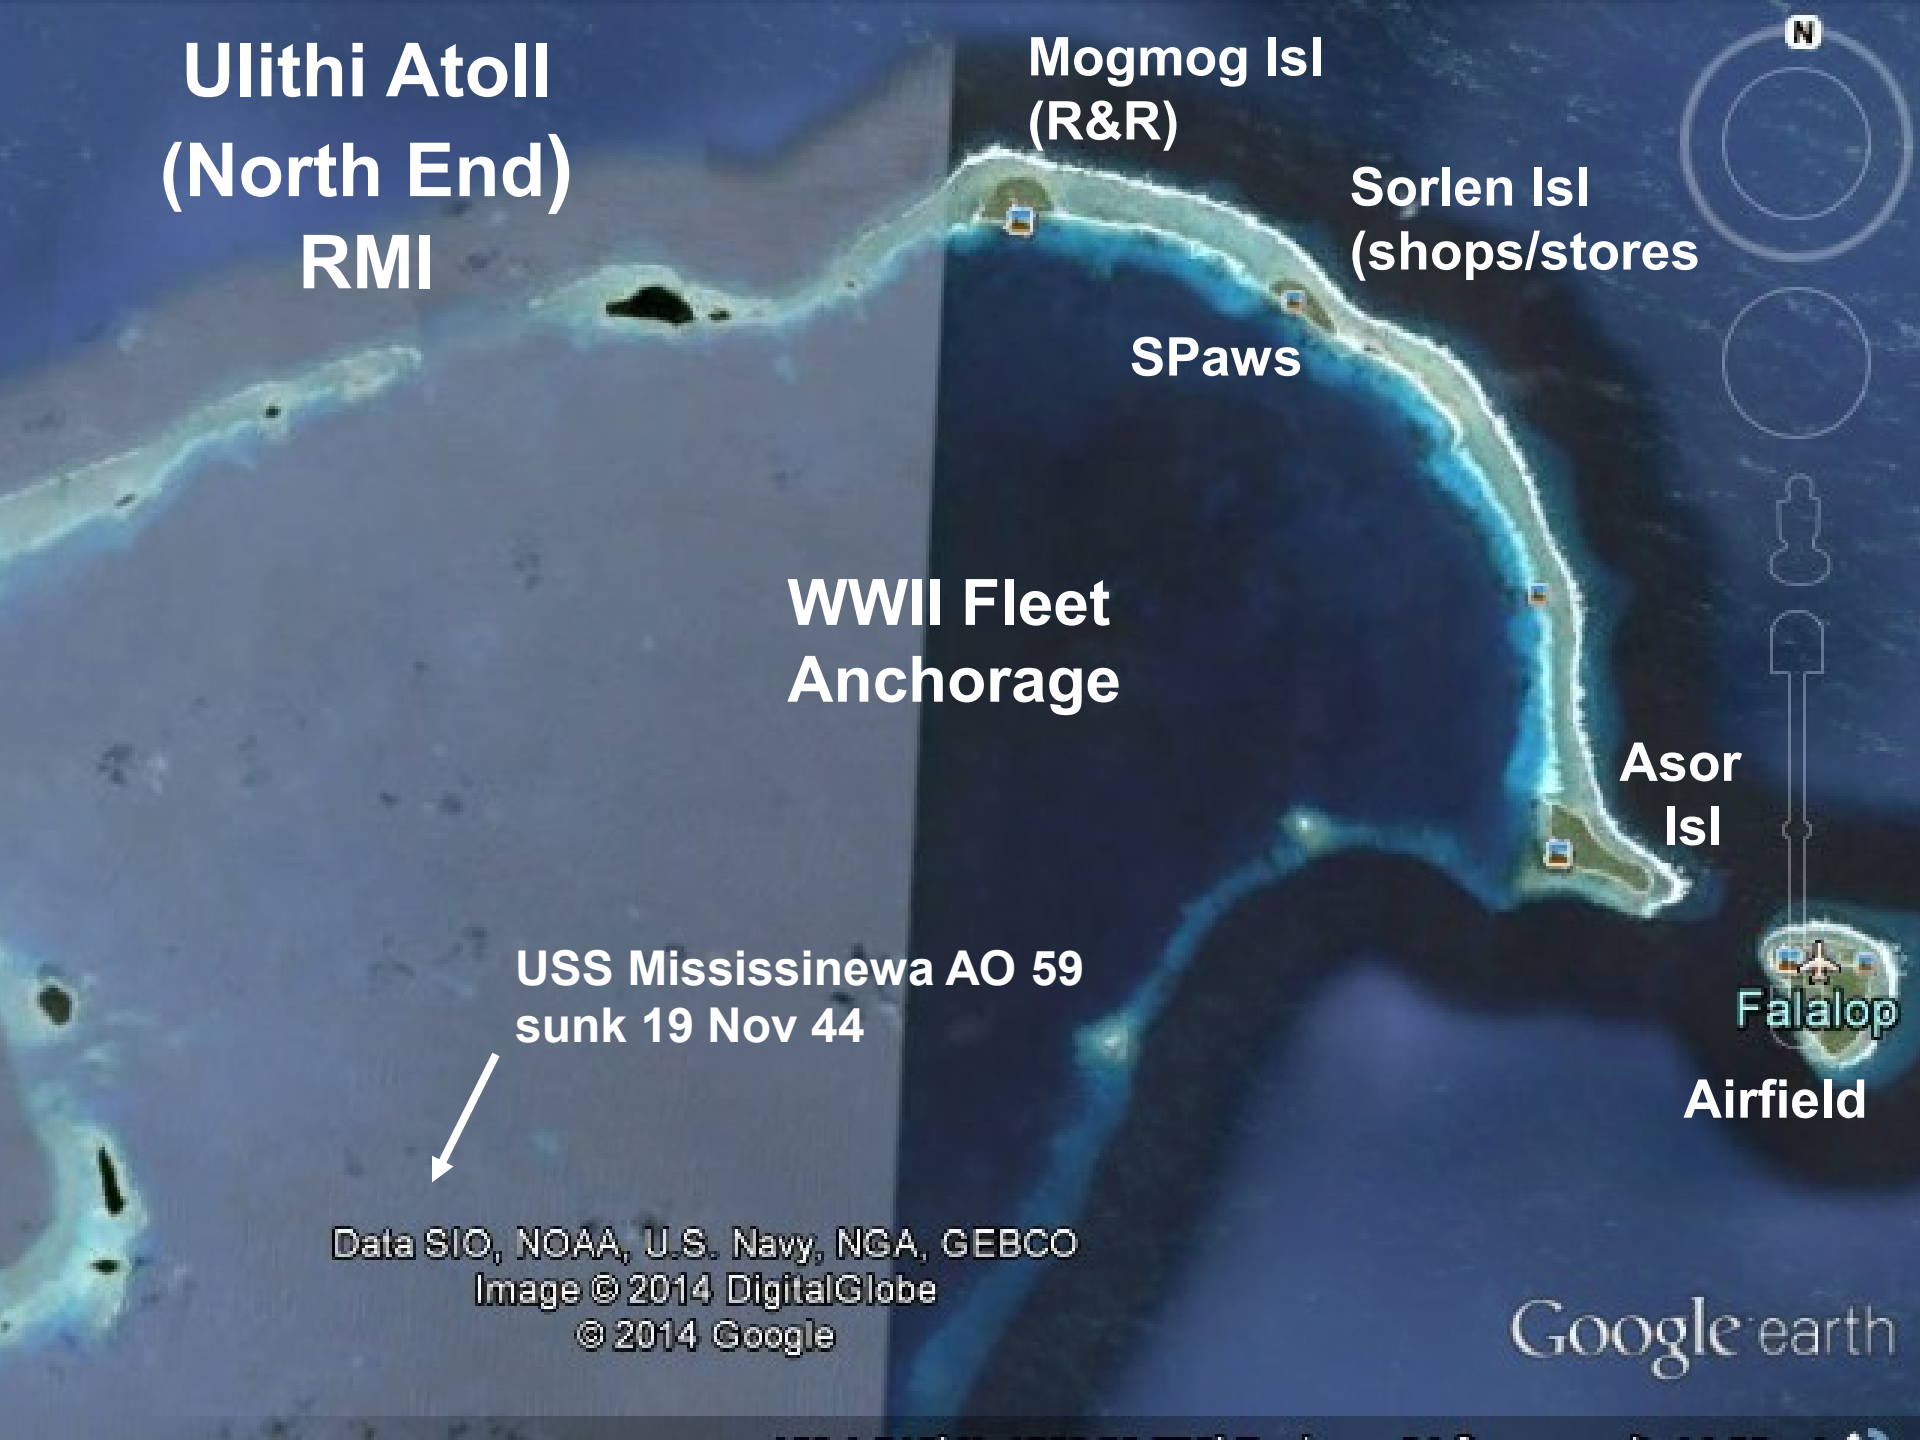 Ulithi Atoll
(North End)
RMI
Mogmog Isl
(R&R)
N
Sorlen Isl
(shops/stores
SPaws
WWII Fleet
Anchorage
Asor
Isl
USS Mississinewa AO 59
sunk 19 Nov 44
Falalop
Airfield
Data SIO, NOAA, U.S. Navy, NGA, GEBCO
Image © 2014 DigitalGlobe
© 2014 Google
Google earth